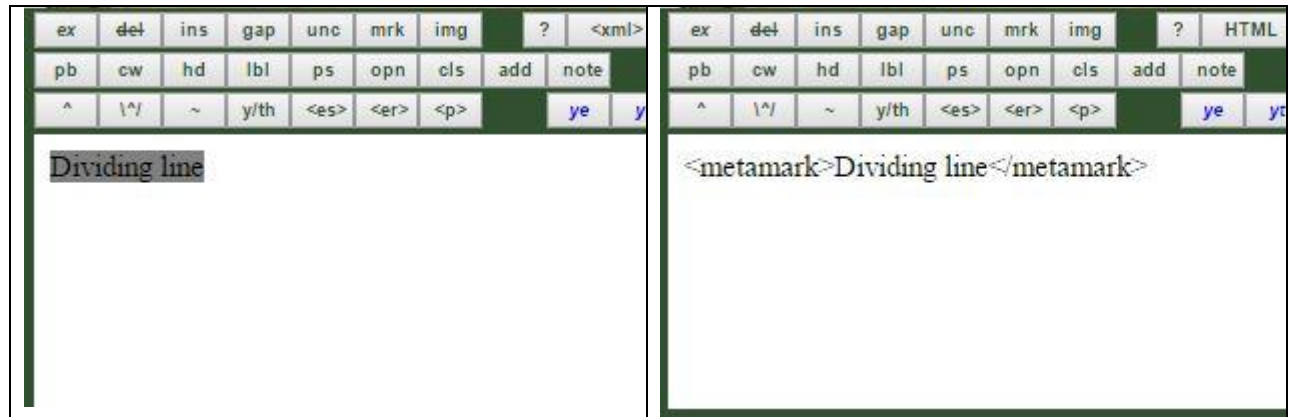 ex del ins gap unc mrk img ? <xml>
pb cw hd lbl ps opn cls add note
^ \^/ ~ y/th <es> <er> <p> ye y
Dividing line
ex del ins gap unc mrk img ? HTML
pb cw hd lbl ps opn cls add note
^ \^/ ~ y/th <es> <er> <p> ye yt
<metamark>Dividing line</metamark>